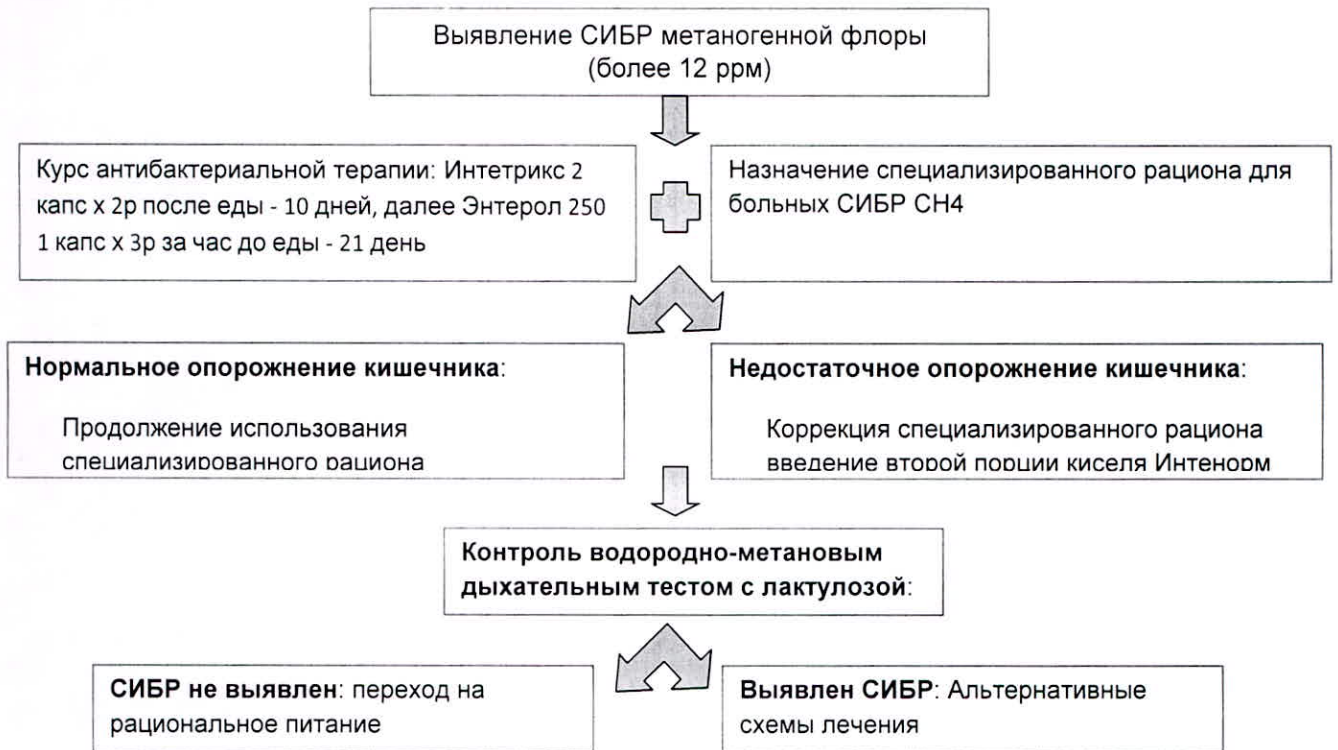 Выявление СИБР метаногенной флоры
(более 12 ррм)
Курс антибактериальной терапии: Интетрикс 2
капс х 2р после еды - 10 дней, далее Энтерол 250
1 капс х 3р за час до еды - 21 день
Назначение специализированного рациона для
больных СИБР СН4
Нормальное опорожнение кишечника:
Продолжение использования
специализированного рациона
Недостаточное опорожнение кишечника:
Коррекция специализированного рациона
введение второй порции киселя Интенорм
Контроль водородно-метановым
дыхательным тестом с лактулозой:
СИБР не выявлен: переход на
рациональное питание
Выявлен СИБР: Альтернативные
схемы лечения